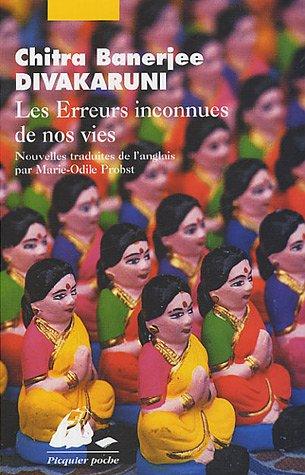 Chitra Banerjee
DIVAKARUNI
Les Erreurs inconnues
de nos vies
Nouvelles traduites de l'anglais
par Marie-Odile Probst
Picquier poche